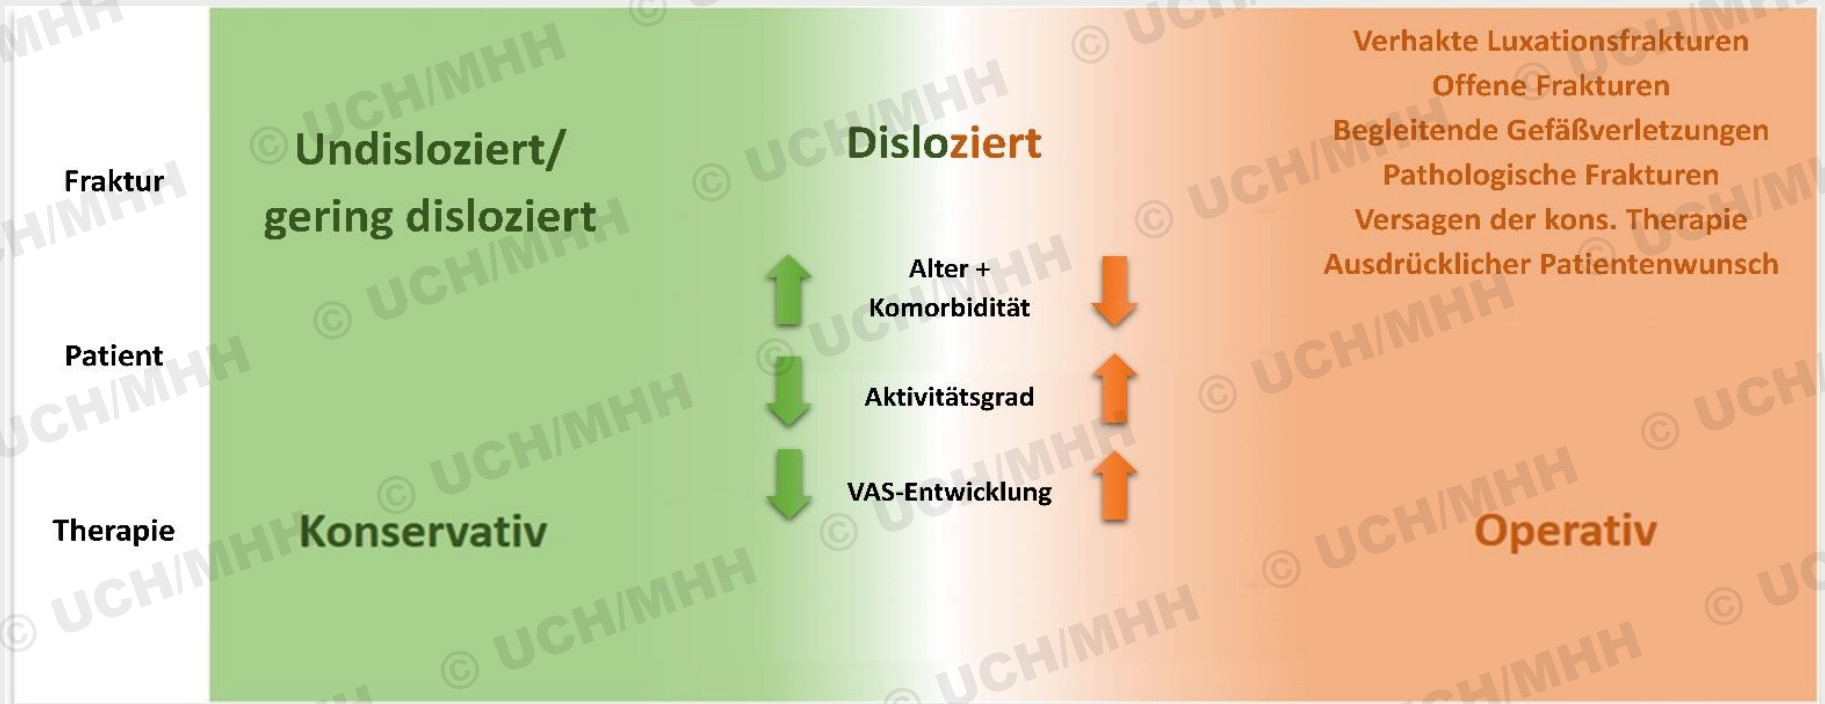 Verhakte Luxationsfrakturen
Offene Frakturen
Begleitende Gefäßverletzungen
Pathologische Frakturen
Versagen der kons. Therapie
Ausdrücklicher Patientenwunsch
Fraktur
Undisloziert/
gering disloziert
Disloziert
Patient
Alter +
Komorbidität
Aktivitätsgrad
VAS-Entwicklung
Therapie
Konservativ
Operativ
© UCH/MHH